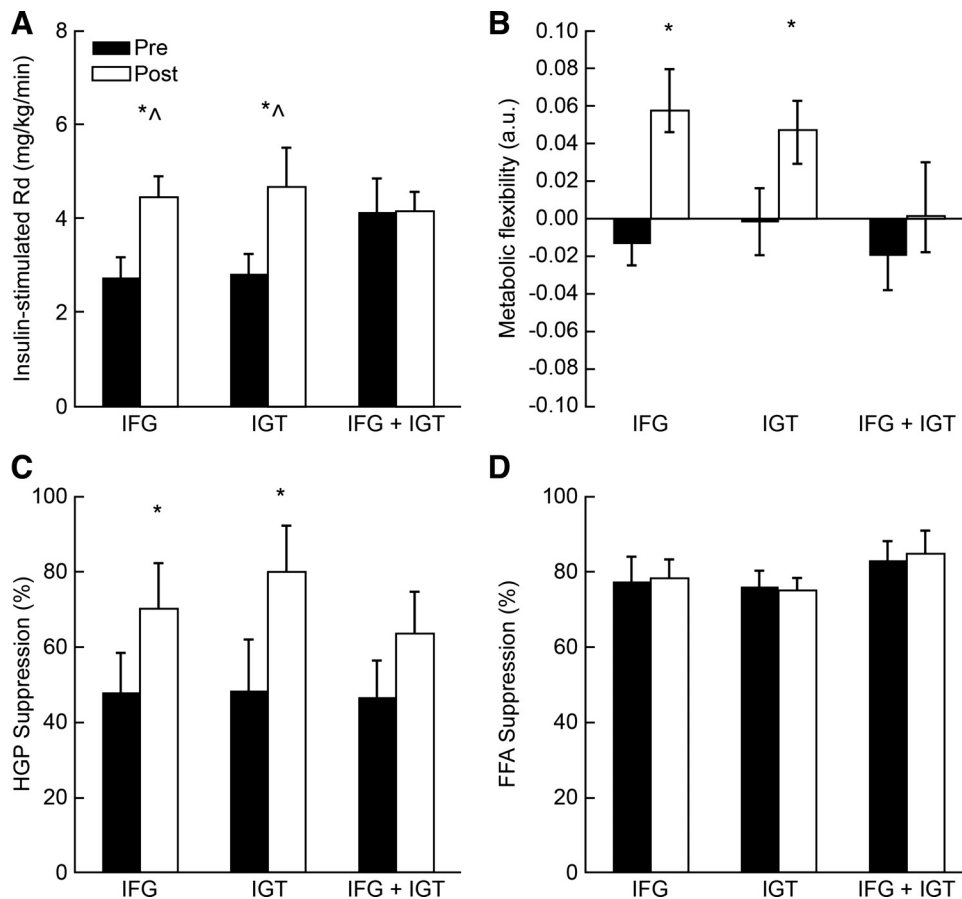 A
Insulin-stimulated Rd (mg/kg/min)
8
6
4
2
0
Pre
Post
*^
*^
IFG
IGT
IFG + IGT
B
Metabolic flexibility (a.u.)
0.10
0.08
0.06
0.04
0.02
0.00
-0.02
-0.04
-0.06
-0.08
-0.10
*
*
IFG
IGT
IFG + IGT
C
HGP Suppression (%)
100
80
60
40
20
0
*
*
IFG
IGT
IFG + IGT
D
FFA Suppression (%)
100
80
60
40
20
0
IFG
IGT
IFG + IGT